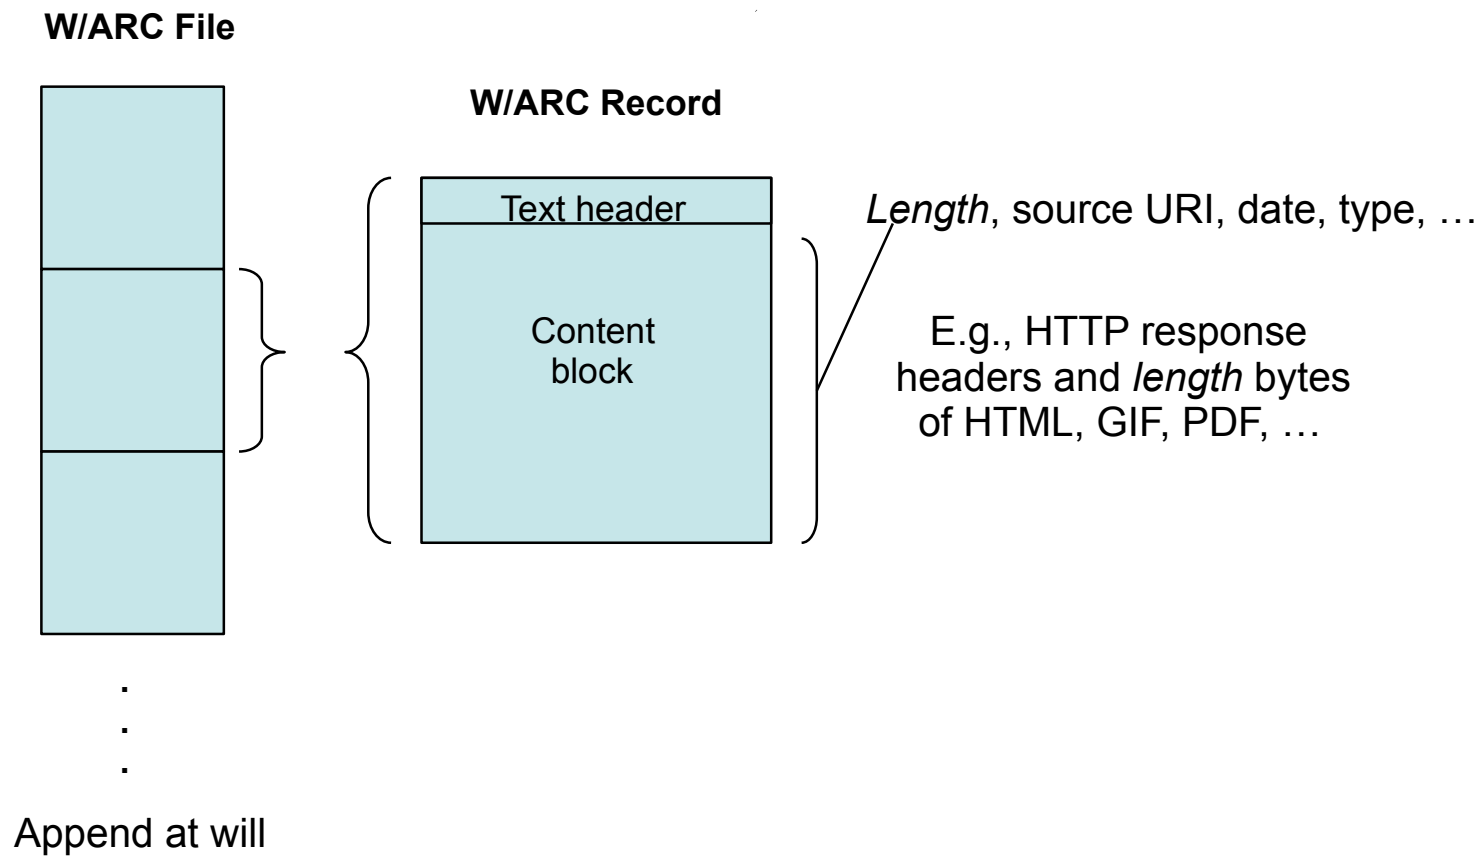 W/ARC File
W/ARC Record
Text header
Length, source URI, date, type, …
Content
block
E.g., HTTP response
headers and length bytes
of HTML, GIF, PDF, …
.
.
.
Append at will